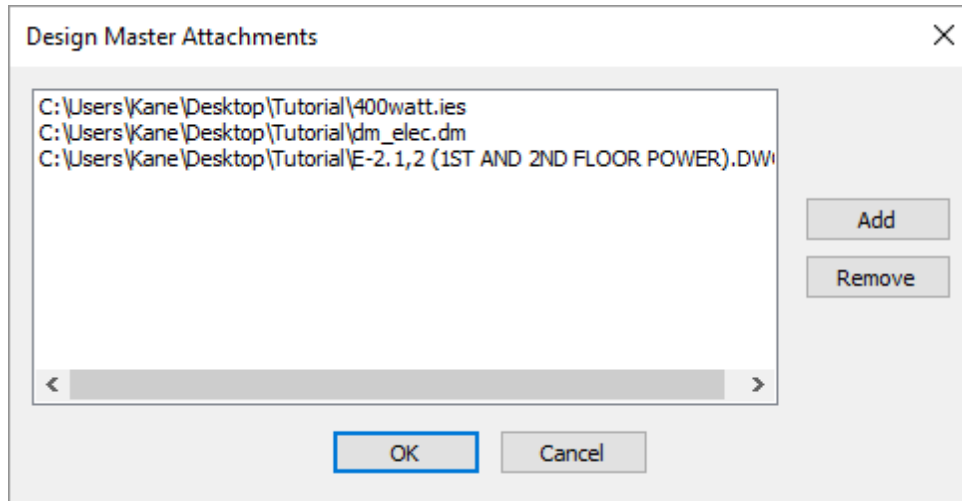 Design Master Attachments
C:\Users\Kane\Desktop\Tutorial\400watt.ies
C:\Users\Kane\Desktop\Tutorial\dm_elec.dm
C:\Users\Kane\Desktop\Tutorial\E-2.1,2 (1ST AND 2ND FLOOR POWER).DW
Add
Remove
OK
Cancel